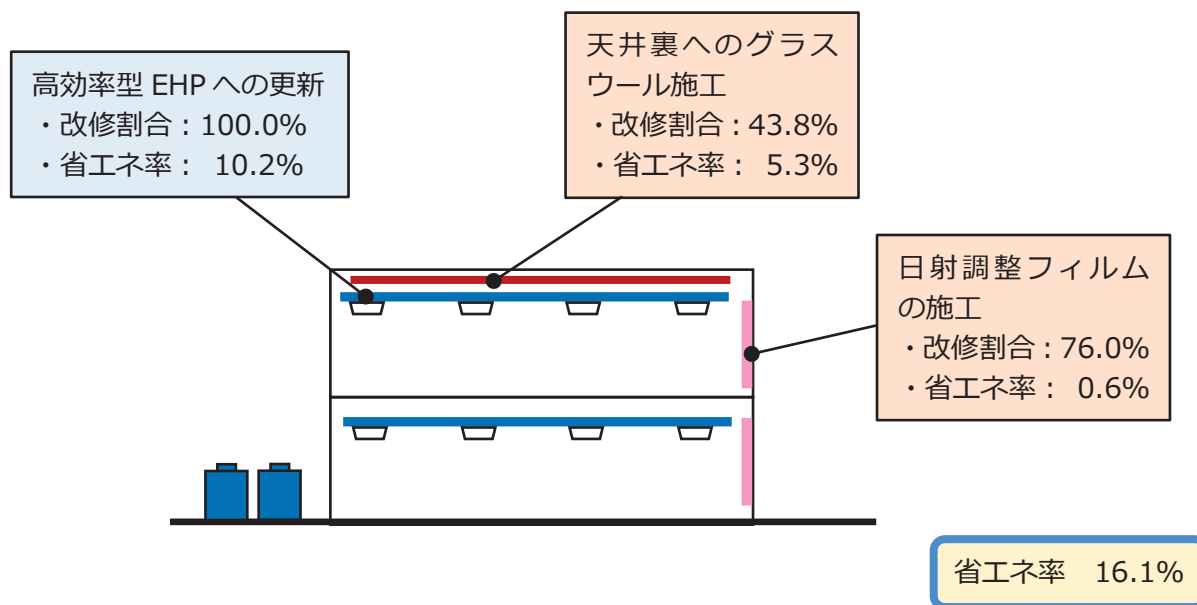 高効率型 EHP への更新
・改修割合：100.0%
・省エネ率： 10.2%
天井裏へのグラス
ウール施工
・改修割合：43.8%
・省エネ率： 5.3%
日射調整フィルム
の施工
・改修割合：76.0%
・省エネ率： 0.6%
省エネ率　16.1%